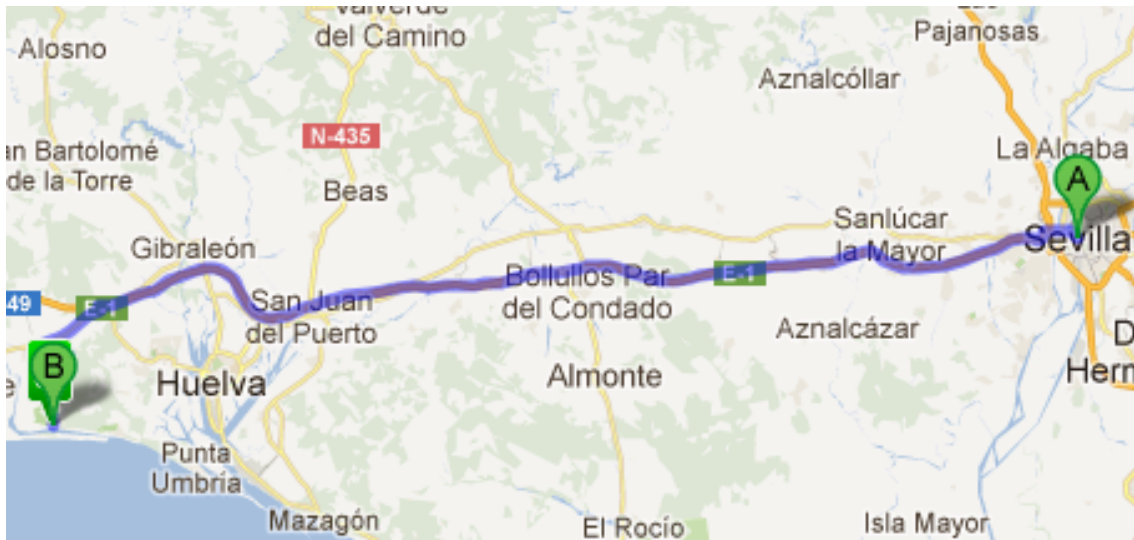 Valverde
del Camino
Pajanosas
Alosno
Aznalcóllar
N-435
an Bartolomé
de la Torre
La Algaba
Beas
A
Sanlúcar
la Mayor
Gibraleón
Sevilla
E-1
Bollullos Par
del Condado
49
E-1
San Juan
del Puerto
Aznalcázar
D
B
e
Huelva
Almonte
Herm
Punta
Umbría
Mazagón
El Rocío
Isla Mayor